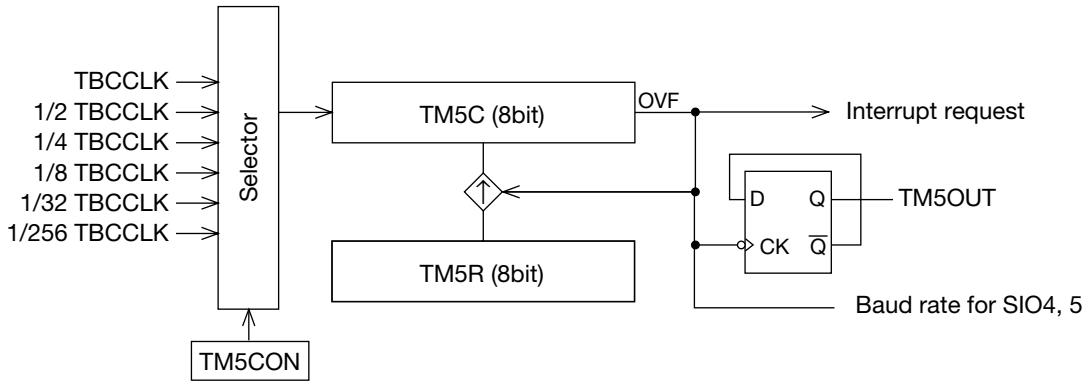 TBCCLK
1/2 TBCCLK
1/4 TBCCLK
1/8 TBCCLK
1/32 TBCCLK
1/256 TBCCLK
Selector
TM5CON
TM5C (8bit)
OVF
Interrupt request
TM5R (8bit)
D Q
CK Q̅
TM5OUT
Baud rate for SIO4, 5